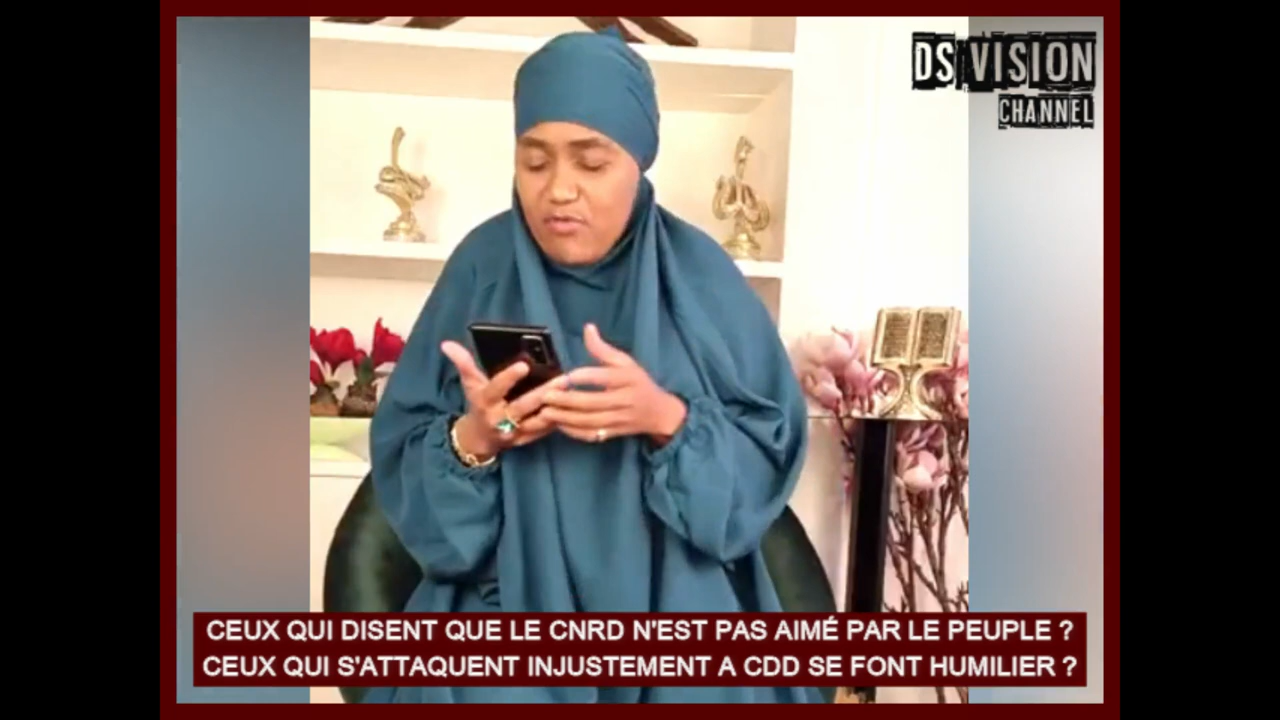 DS VISION
CHANNEL
CEUX QUI DISENT QUE LE CNRD N'EST PAS AIMÉ PAR LE PEUPLE ?
CEUX QUI S'ATTAQUENT INJUSTEMENT A CDD SE FONT HUMILIER ?